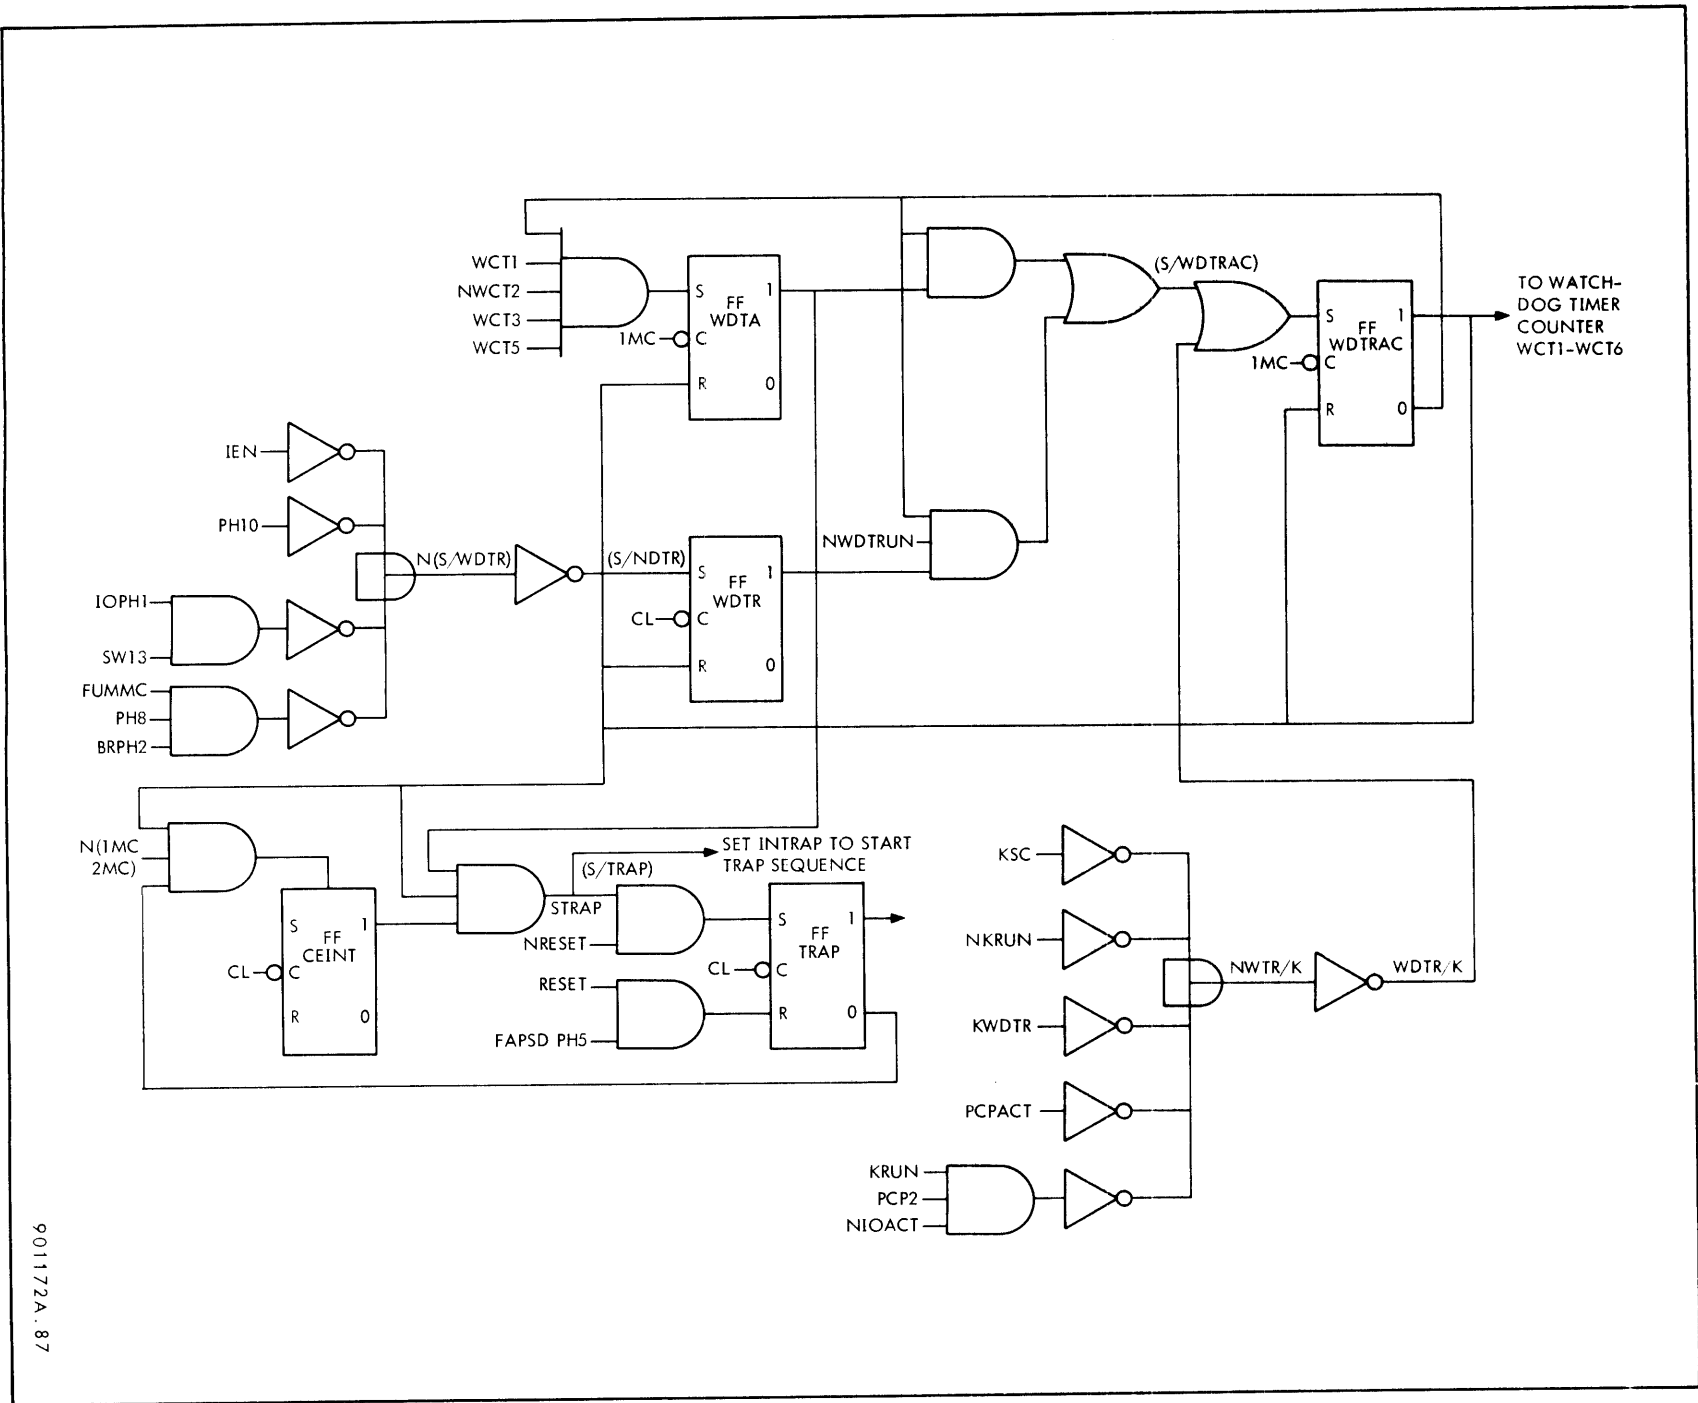 WCT1
NWCT2
WCT3
WCT5
1MC
S
C
R
1
0
FF
WDTA
(S/WDTRAC)
1MC
S
C
R
1
0
FF
WDTRAC
TO WATCH-
DOG TIMER
COUNTER
WCT1-WCT6
IEN
PH10
IOPH1
SW13
FUMMC
PH8
BRPH2
N(S/WDTR)
(S/NDTR)
CL
S
C
R
1
0
FF
WDTR
NWDTRUN
N(1MC
2MC)
CL
S
C
R
1
0
FF
CEINT
(S/TRAP)
STRAP
SET INTRAP TO START
TRAP SEQUENCE
NRESET
RESET
FAPSD PH5
CL
S
C
R
1
0
FF
TRAP
KSC
NKRUN
KWDTR
PCPACT
KRUN
PCP2
NIOACT
NWTR/K
WDTR/K
901172A.87